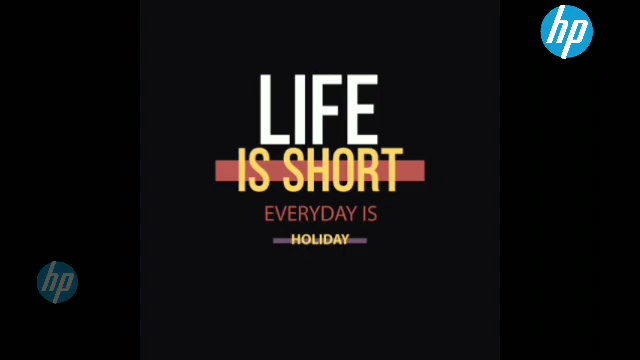 hp
LIFE
IS SHORT
EVERYDAY IS
HOLIDAY
hp